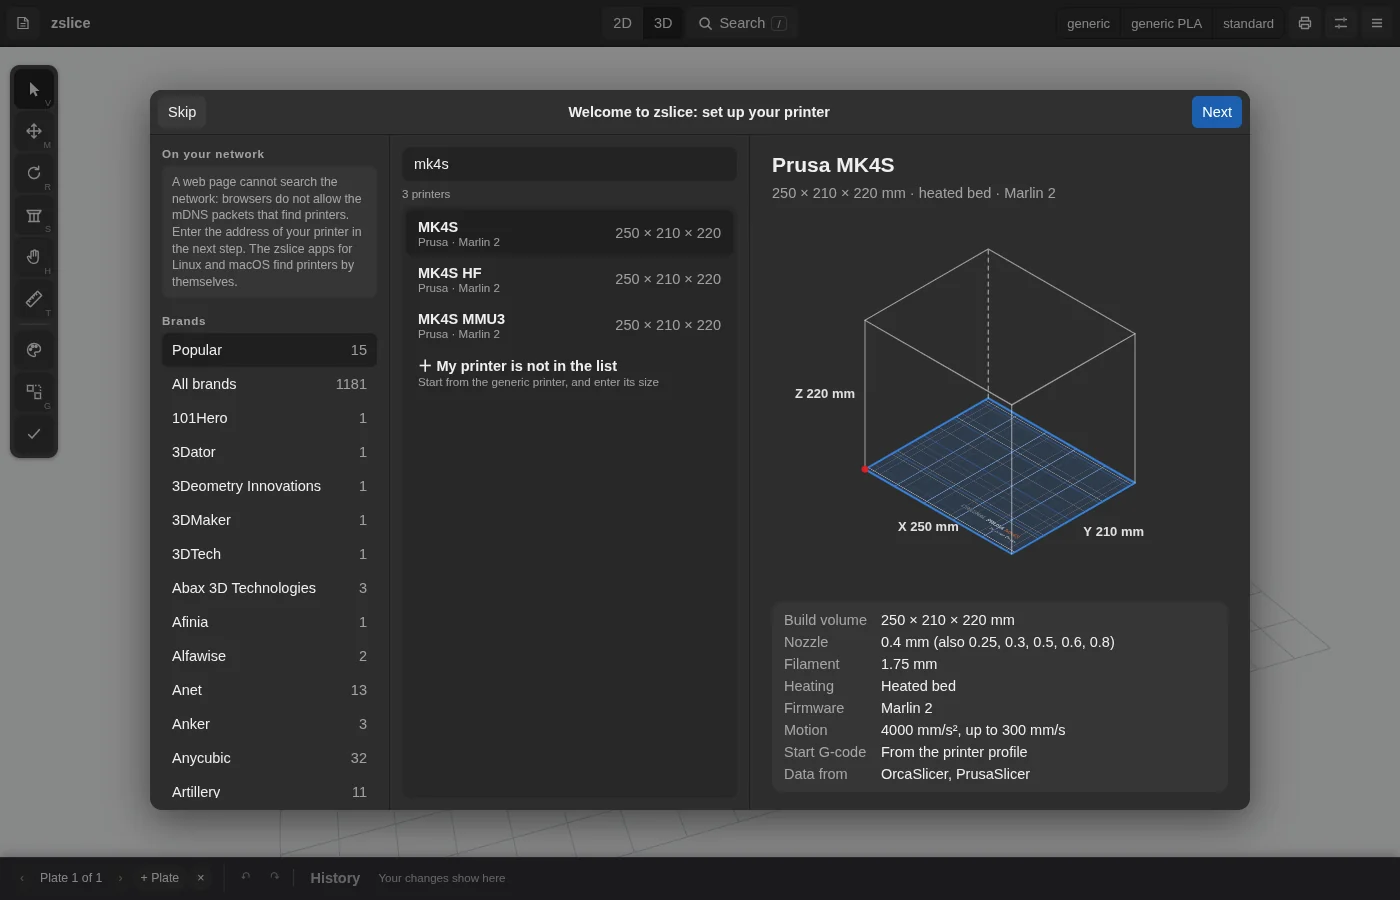 zslice
2D
3D
Search /
generic
generic PLA
standard
V
M
R
S
H
T
G
Skip
Welcome to zslice: set up your printer
Next
On your network
A web page cannot search the
network: browsers do not allow the
mDNS packets that find printers.
Enter the address of your printer in
the next step. The zslice apps for
Linux and macOS find printers by
themselves.
Brands
Popular 15
All brands 1181
101Hero 1
3Dator 1
3Deometry Innovations 1
3DMaker 1
3DTech 1
Abax 3D Technologies 3
Afinia 1
Alfawise 2
Anet 13
Anker 3
Anycubic 32
Artillery 11
mk4s
3 printers
MK4S
Prusa · Marlin 2
250 × 210 × 220
MK4S HF
Prusa · Marlin 2
250 × 210 × 220
MK4S MMU3
Prusa · Marlin 2
250 × 210 × 220
+ My printer is not in the list
Start from the generic printer, and enter its size
Prusa MK4S
250 × 210 × 220 mm · heated bed · Marlin 2
Z 220 mm
X 250 mm
Y 210 mm
Build volume 250 × 210 × 220 mm
Nozzle 0.4 mm (also 0.25, 0.3, 0.5, 0.6, 0.8)
Filament 1.75 mm
Heating Heated bed
Firmware Marlin 2
Motion 4000 mm/s², up to 300 mm/s
Start G-code From the printer profile
Data from OrcaSlicer, PrusaSlicer
‹ Plate 1 of 1 › + Plate ×
History
Your changes show here